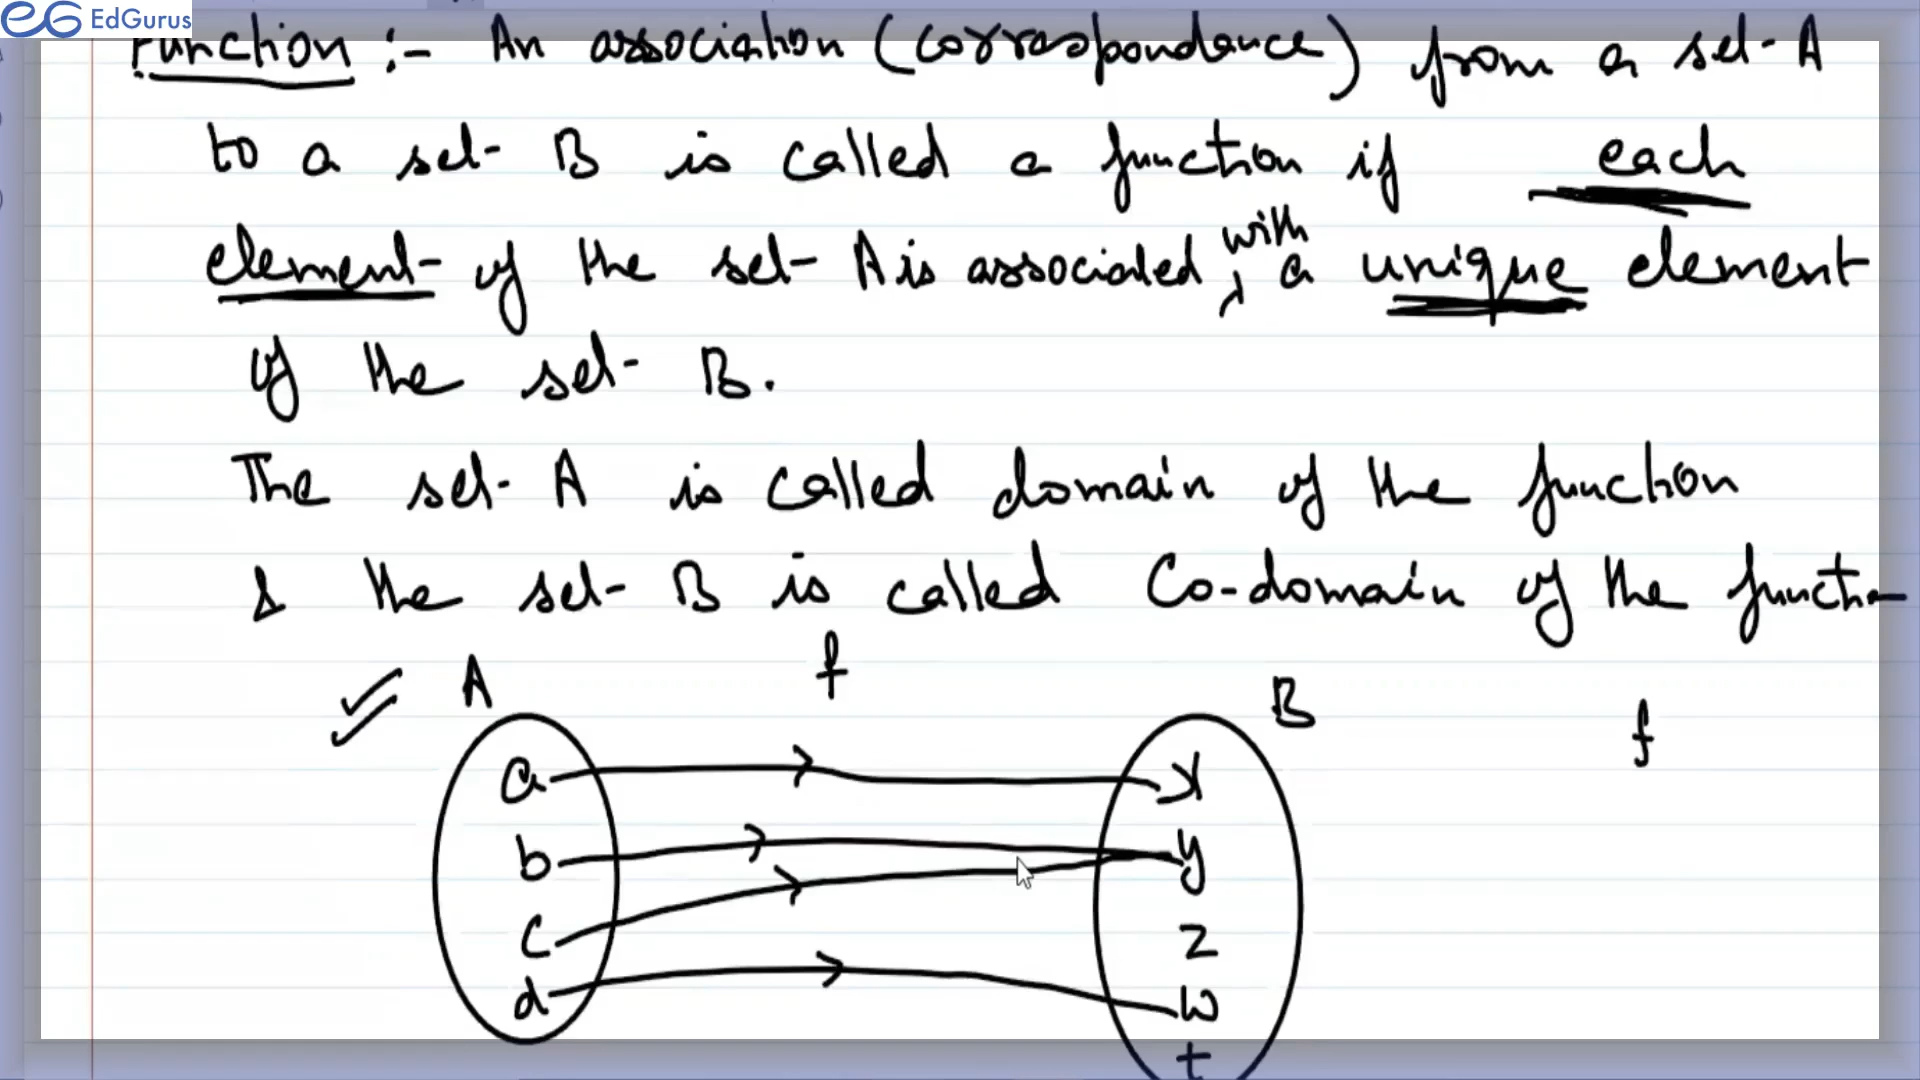 EG EdGurus
Function :- An association (correspondence) from a set A
to a set B is called a function if each
element of the set A is associated with a unique element
of the set B.
The set A is called domain of the function
& the set B is called Co-domain of the functn
A f B
f
a x
b y
c z
d w
t